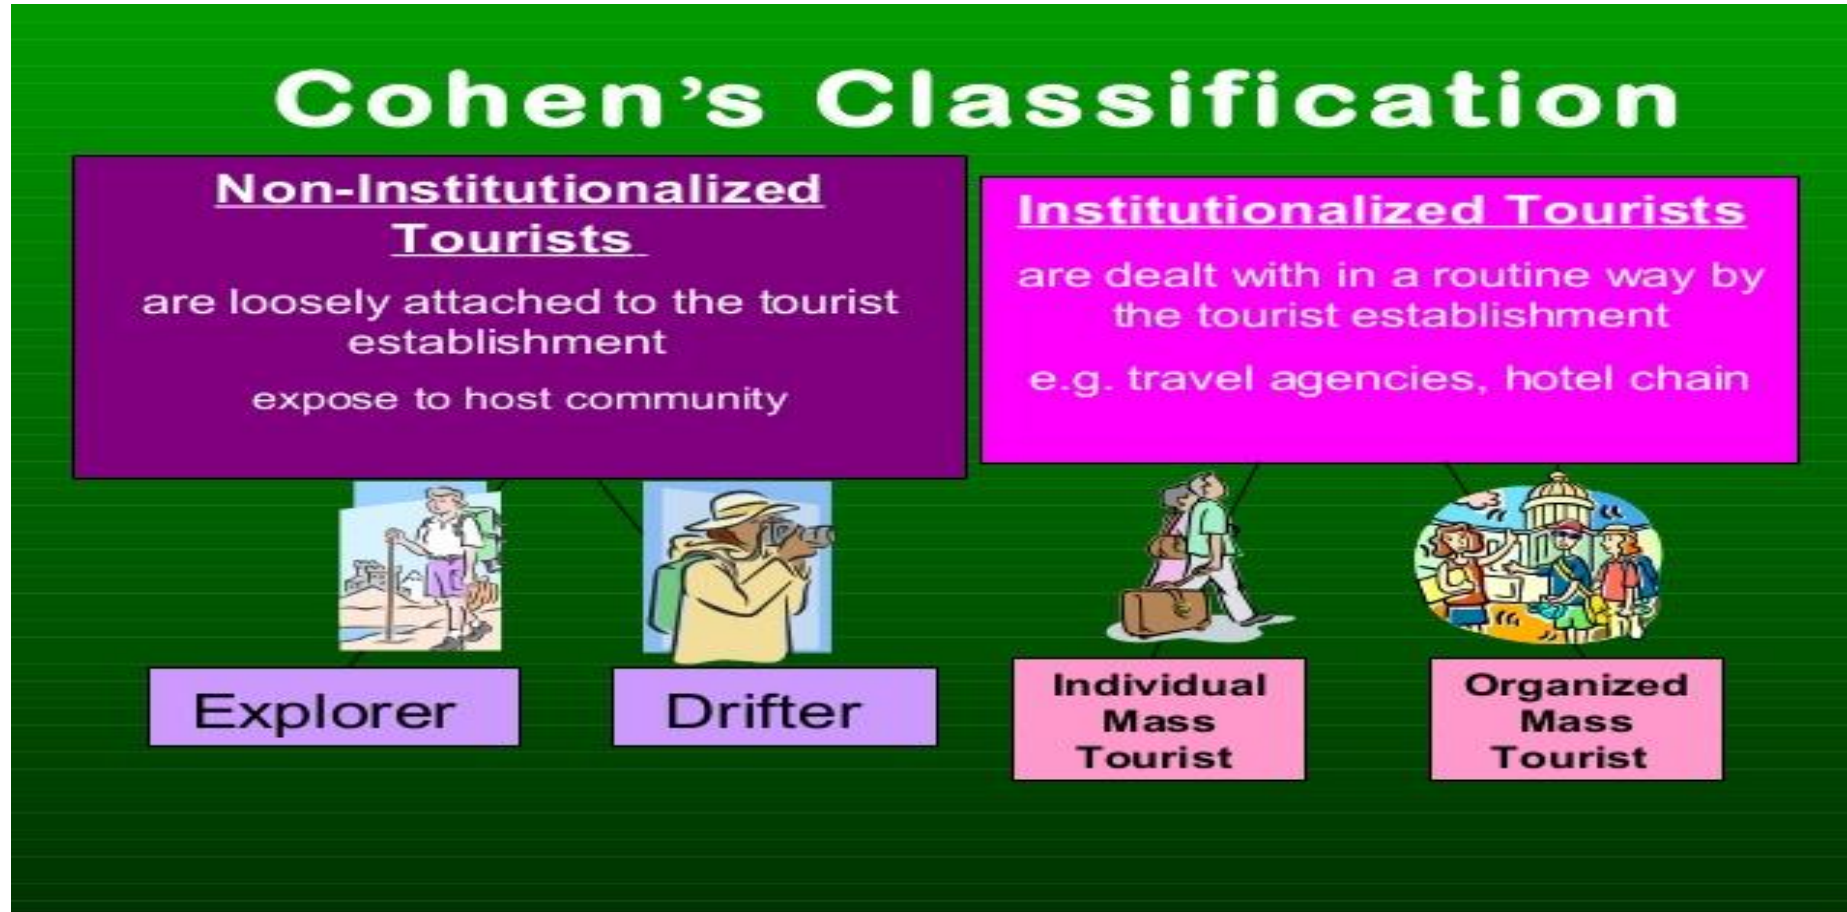 Cohen’s Classification
Non-Institutionalized
Tourists
are loosely attached to the tourist
establishment
expose to host community
Institutionalized Tourists
are dealt with in a routine way by
the tourist establishment
e.g. travel agencies, hotel chain
Explorer
Drifter
Individual
Mass
Tourist
Organized
Mass
Tourist